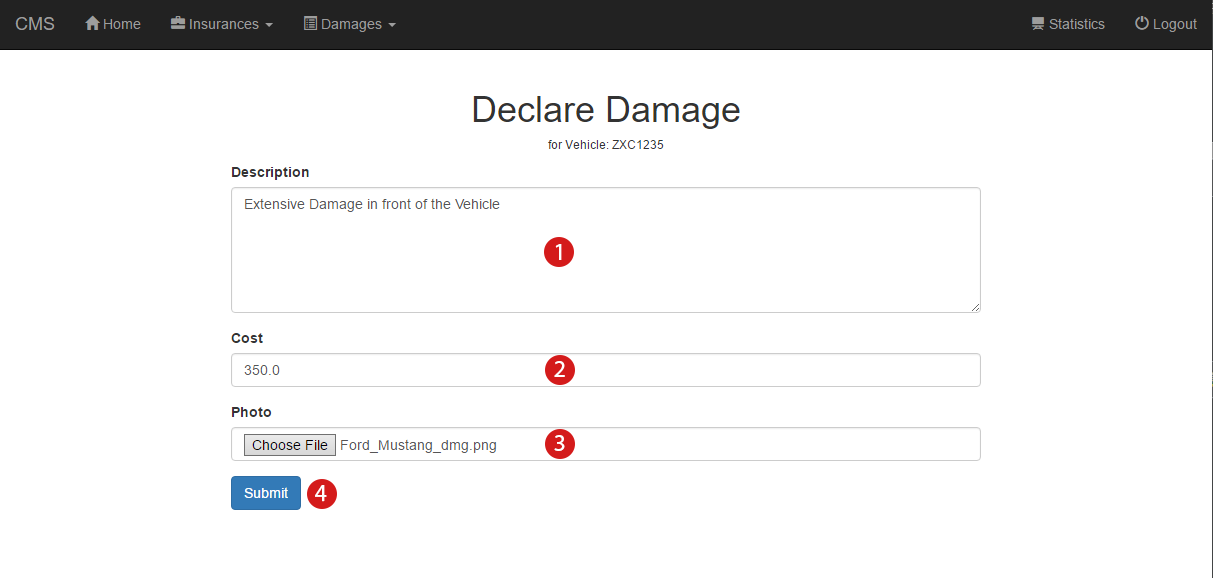 CMS Home Insurances Damages Statistics Logout
Declare Damage
for Vehicle: ZXC1235
Description
Extensive Damage in front of the Vehicle
1
Cost
350.0 2
Photo
Choose File Ford_Mustang_dmg.png 3
Submit 4